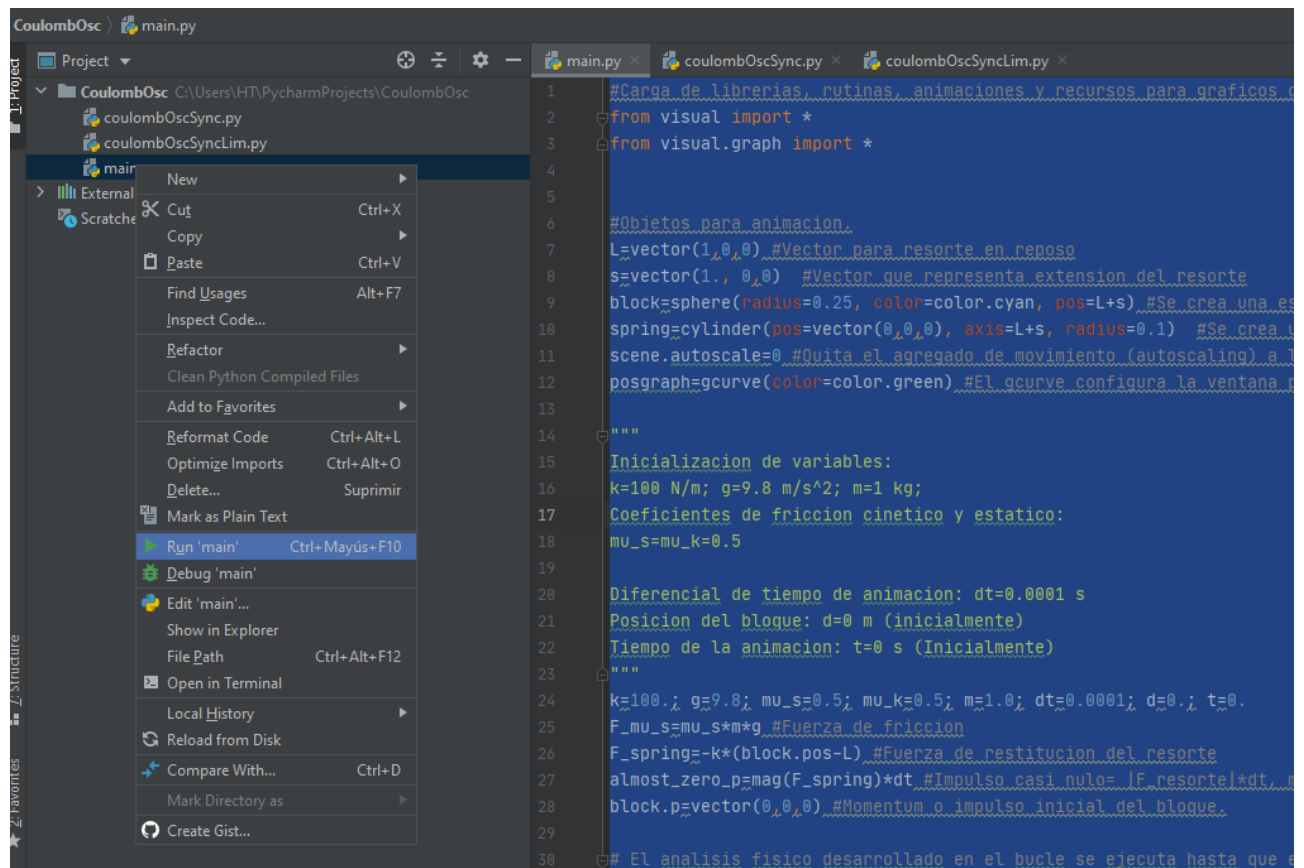 CoulombOsc main.py
Project
main.py coulombOscSync.py coulombOscSyncLim.py
1: Project
CoulombOsc C:\Users\HT\PycharmProjects\CoulombOsc
coulombOscSync.py
coulombOscSyncLim.py
main
External
Scratche
New
Cut Ctrl+X
Copy
Paste Ctrl+V
Find Usages Alt+F7
Inspect Code...
Refactor
Clean Python Compiled Files
Add to Favorites
Reformat Code Ctrl+Alt+L
Optimize Imports Ctrl+Alt+O
Delete... Suprimir
Mark as Plain Text
Run 'main' Ctrl+Mayús+F10
Debug 'main'
Edit 'main'...
Show in Explorer
File Path Ctrl+Alt+F12
Open in Terminal
Local History
Reload from Disk
Compare With... Ctrl+D
Mark Directory as
Create Gist...
7: Structure
2: Favorites
1 #Carga de librerias, rutinas, animaciones y recursos para graficos
2 from visual import *
3 from visual.graph import *
4
5
6 #Objetos para animacion.
7 L=vector(1,0,0) #Vector para resorte en reposo
8 s=vector(1., 0,0) #Vector que representa extension del resorte
9 block=sphere(radius=0.25, color=color.cyan, pos=L+s) #Se crea una es
10 spring=cylinder(pos=vector(0,0,0), axis=L+s, radius=0.1) #Se crea u
11 scene.autoscale=0 #Quita el agregado de movimiento (autoscaling) a l
12 posgraph=gcurve(color=color.green) #El gcurve configura la ventana p
13
14 """
15 Inicializacion de variables:
16 k=100 N/m; g=9.8 m/s^2; m=1 kg;
17 Coeficientes de friccion cinetico y estatico:
18 mu_s=mu_k=0.5
19
20 Diferencial de tiempo de animacion: dt=0.0001 s
21 Posicion del bloque: d=0 m (inicialmente)
22 Tiempo de la animacion: t=0 s (Inicialmente)
23 """
24 k=100.; g=9.8; mu_s=0.5; mu_k=0.5; m=1.0; dt=0.0001; d=0.; t=0.
25 F_mu_s=mu_s*m*g #Fuerza de friccion
26 F_spring=-k*(block.pos-L) #Fuerza de restitucion del resorte
27 almost_zero_p=mag(F_spring)*dt #Impulso casi nulo= |F_resorte|*dt, m
28 block.p=vector(0,0,0) #Momentum o impulso inicial del bloque.
29
30 # El analisis fisico desarrollado en el bucle se ejecuta hasta que e